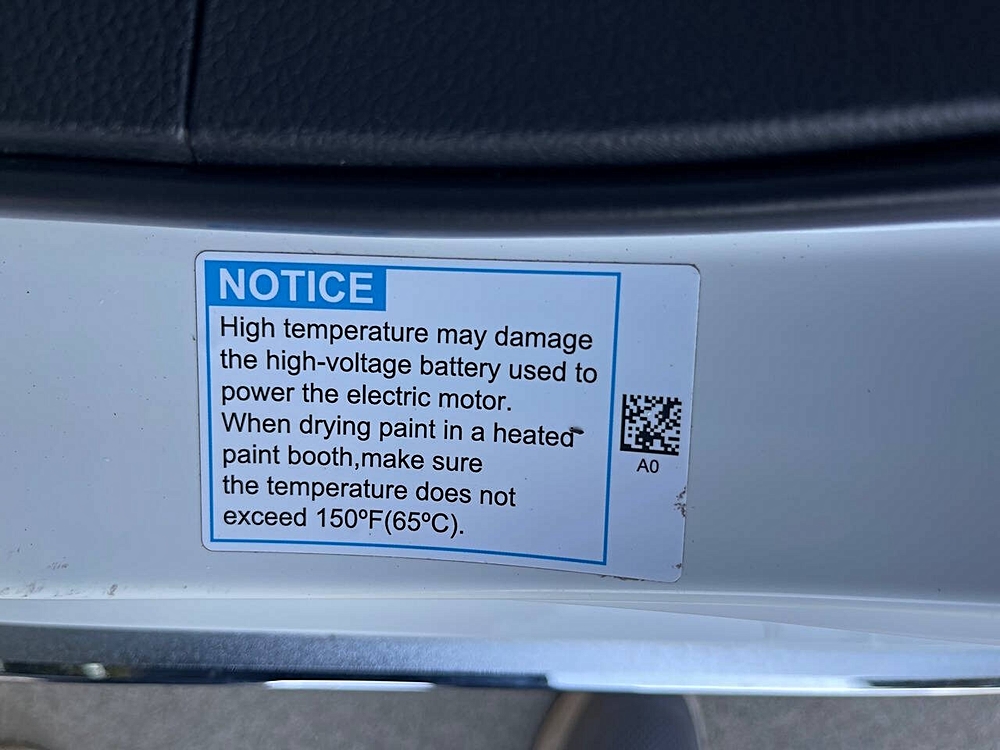 NOTICE
High temperature may damage
the high-voltage battery used to
power the electric motor.
When drying paint in a heated
paint booth,make sure
the temperature does not
exceed 150ºF(65ºC).
A0